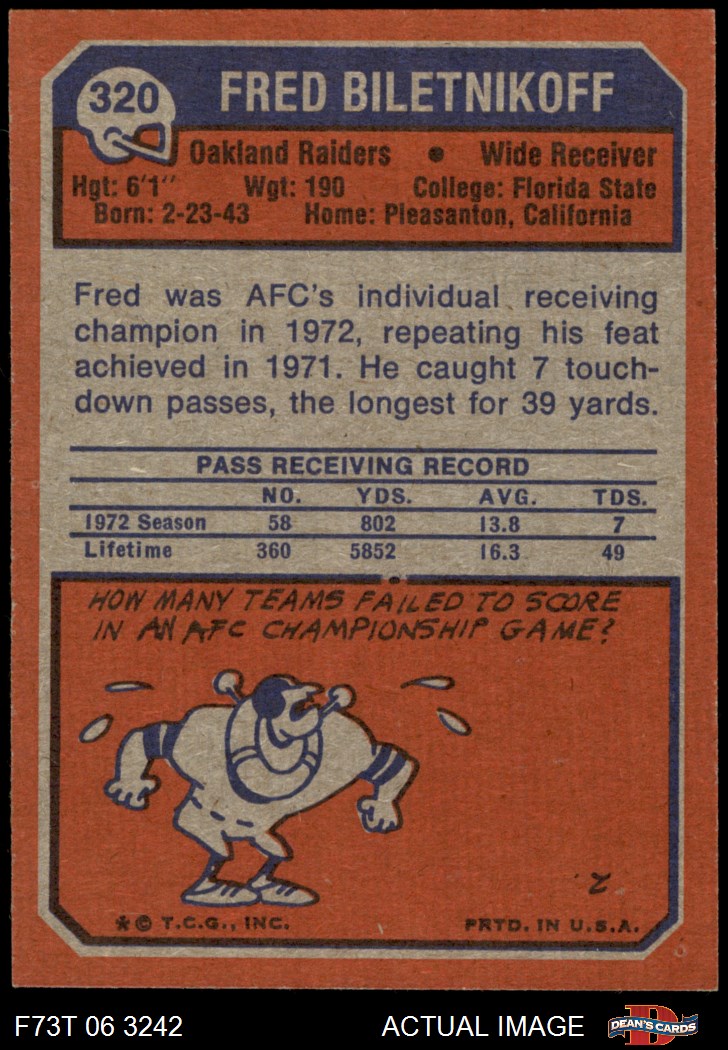 320
FRED BILETNIKOFF
Oakland Raiders • Wide Receiver
Hgt: 6'1" Wgt: 190 College: Florida State
Born: 2-23-43 Home: Pleasanton, California
Fred was AFC's individual receiving
champion in 1972, repeating his feat
achieved in 1971. He caught 7 touch-
down passes, the longest for 39 yards.
PASS RECEIVING RECORD
NO. YDS. AVG. TDS.
1972 Season 58 802 13.8 7
Lifetime 360 5852 16.3 49
HOW MANY TEAMS FAILED TO SCORE
IN AN AFC CHAMPIONSHIP GAME?
2
* © T.C.G., INC. PRTD. IN U.S.A.
F73T 06 3242 ACTUAL IMAGE D DEAN'S CARDS